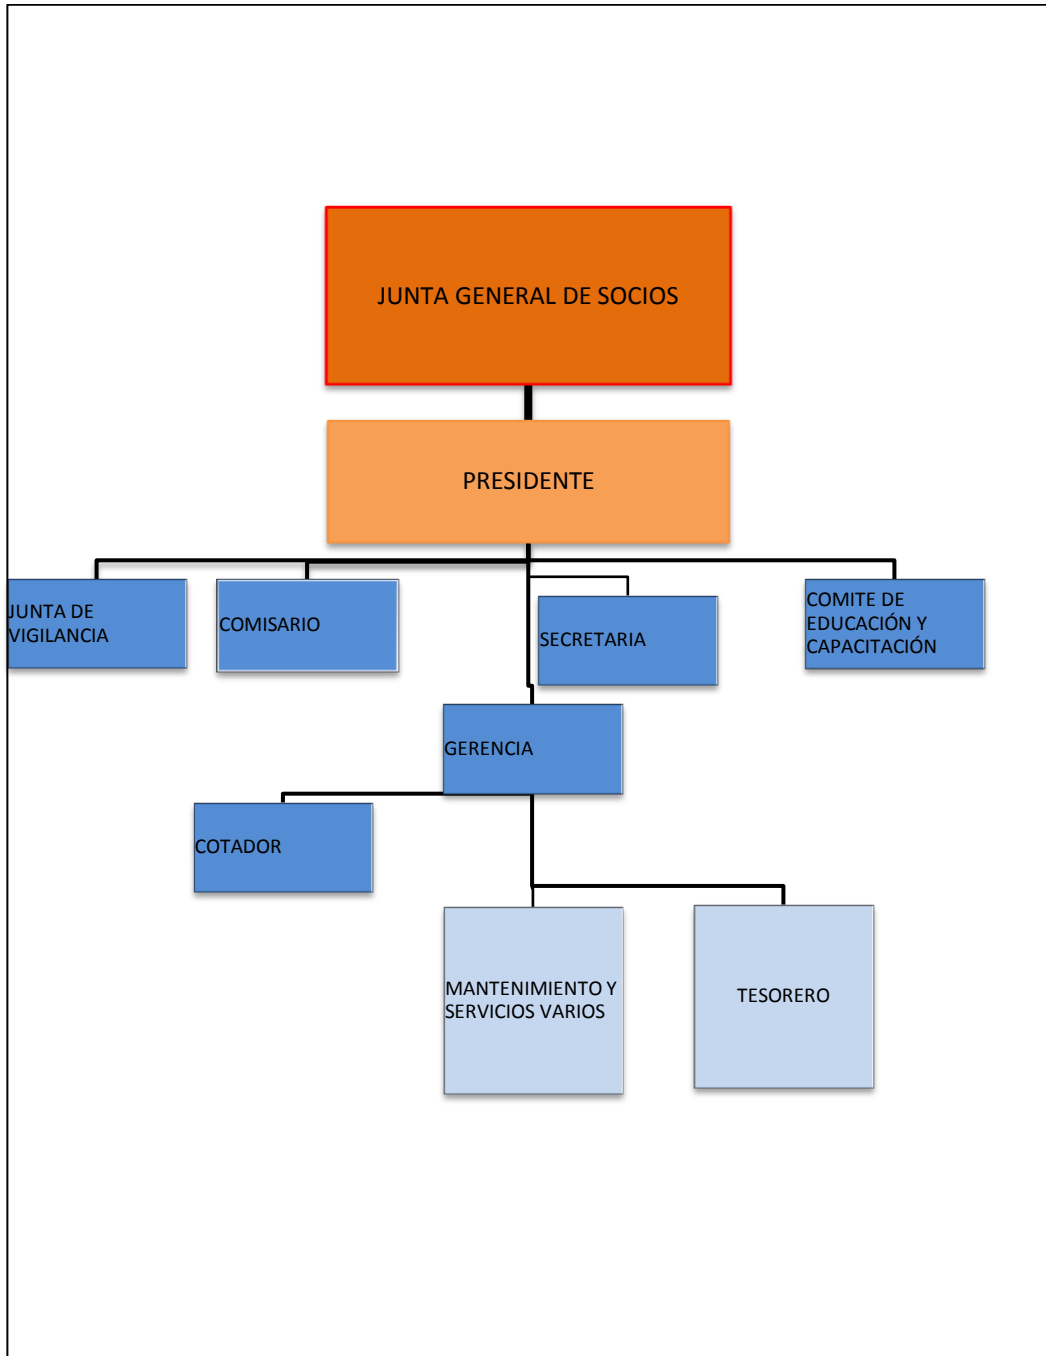 JUNTA GENERAL DE SOCIOS
PRESIDENTE
JUNTA DE
VIGILANCIA
COMISARIO
SECRETARIA
COMITE DE
EDUCACIÓN Y
CAPACITACIÓN
GERENCIA
COTADOR
MANTENIMIENTO Y
SERVICIOS VARIOS
TESORERO